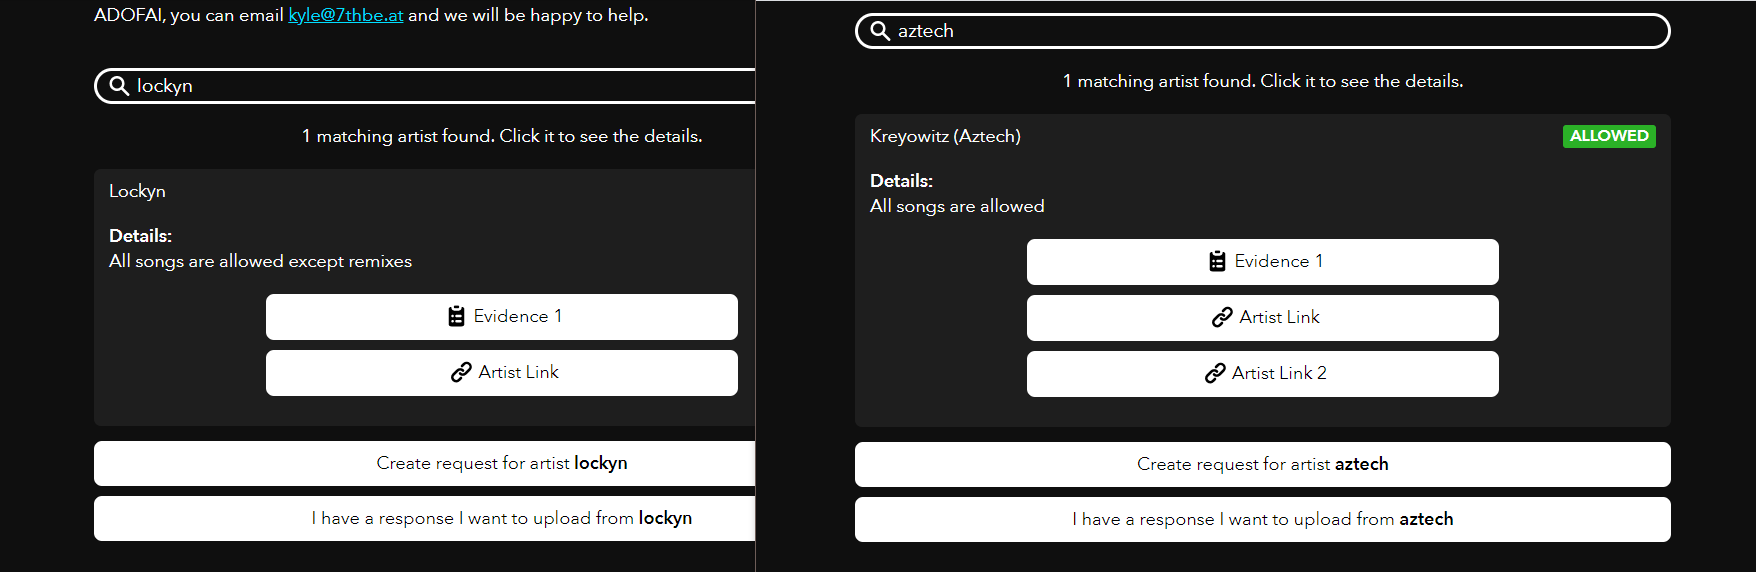 ADOFAI, you can email kyle@7thbe.at and we will be happy to help.
lockyn
1 matching artist found. Click it to see the details.
Lockyn
Details:
All songs are allowed except remixes
Evidence 1
Artist Link
Create request for artist lockyn
I have a response I want to upload from lockyn
aztech
1 matching artist found. Click it to see the details.
Kreyowitz (Aztech)
ALLOWED
Details:
All songs are allowed
Evidence 1
Artist Link
Artist Link 2
Create request for artist aztech
I have a response I want to upload from aztech